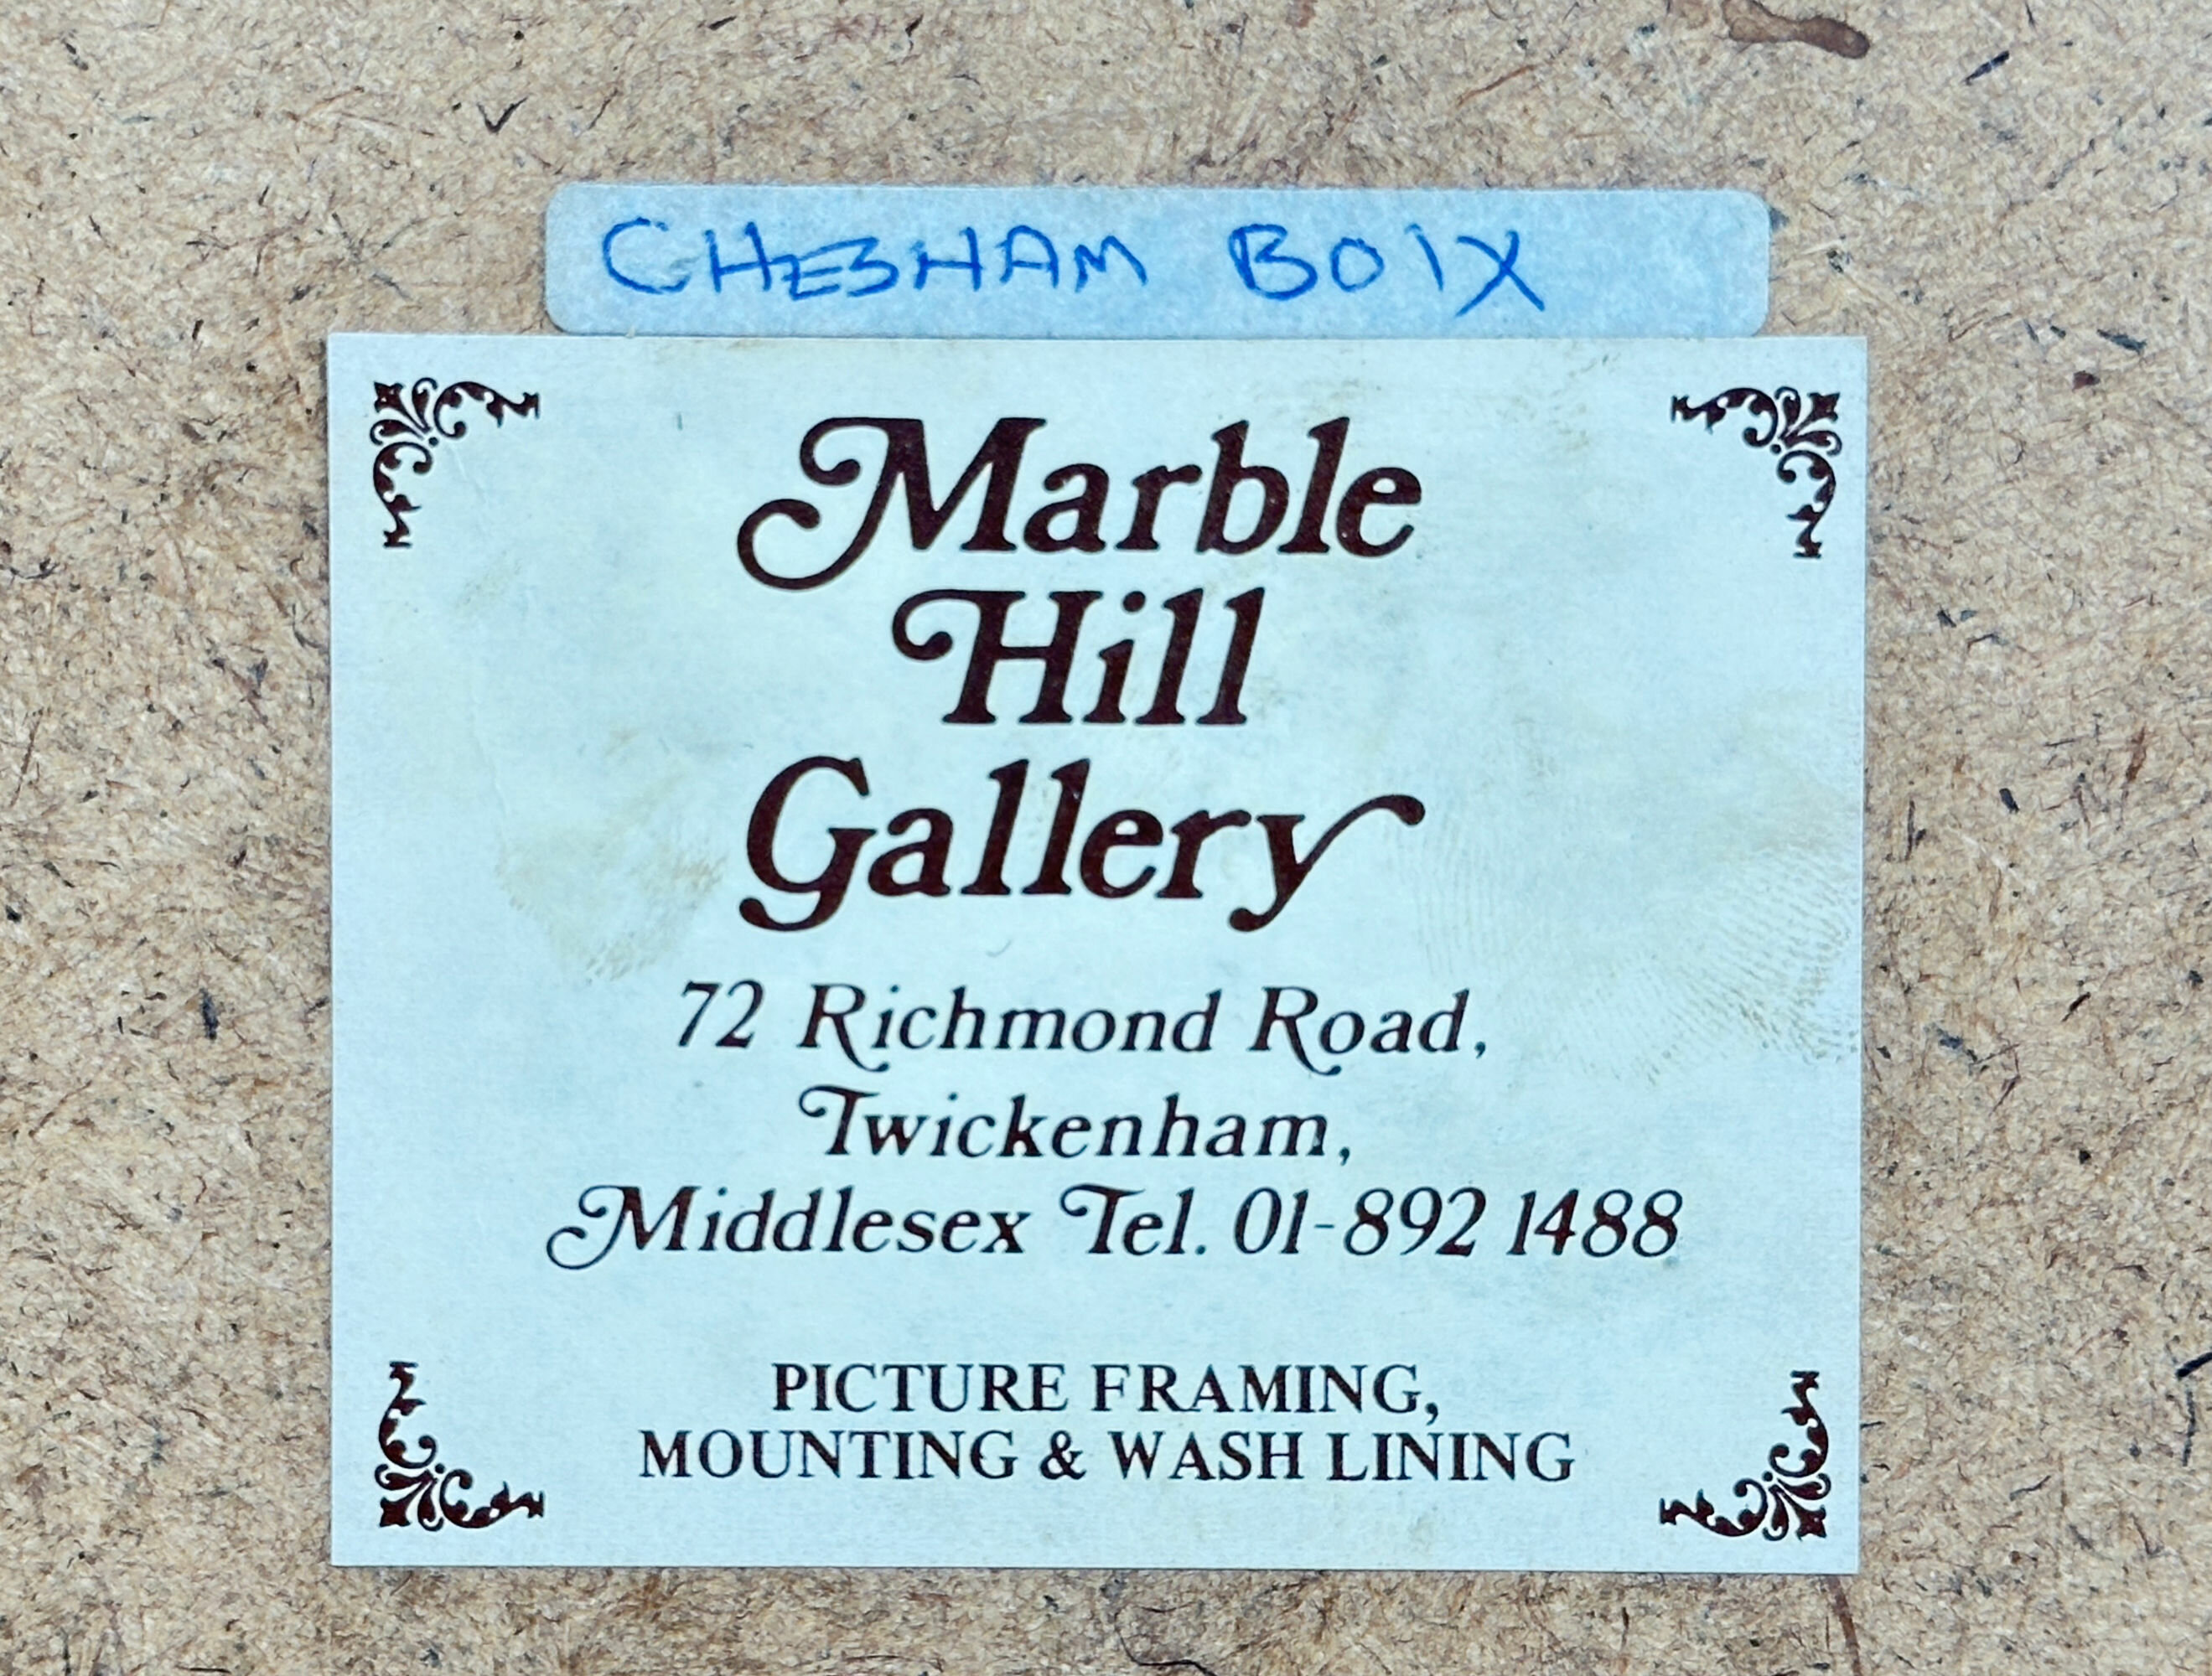 CHESHAM BOIX
Marble
Hill
Gallery
72 Richmond Road,
Twickenham,
Middlesex Tel. 01-892 1488
PICTURE FRAMING,
MOUNTING & WASH LINING